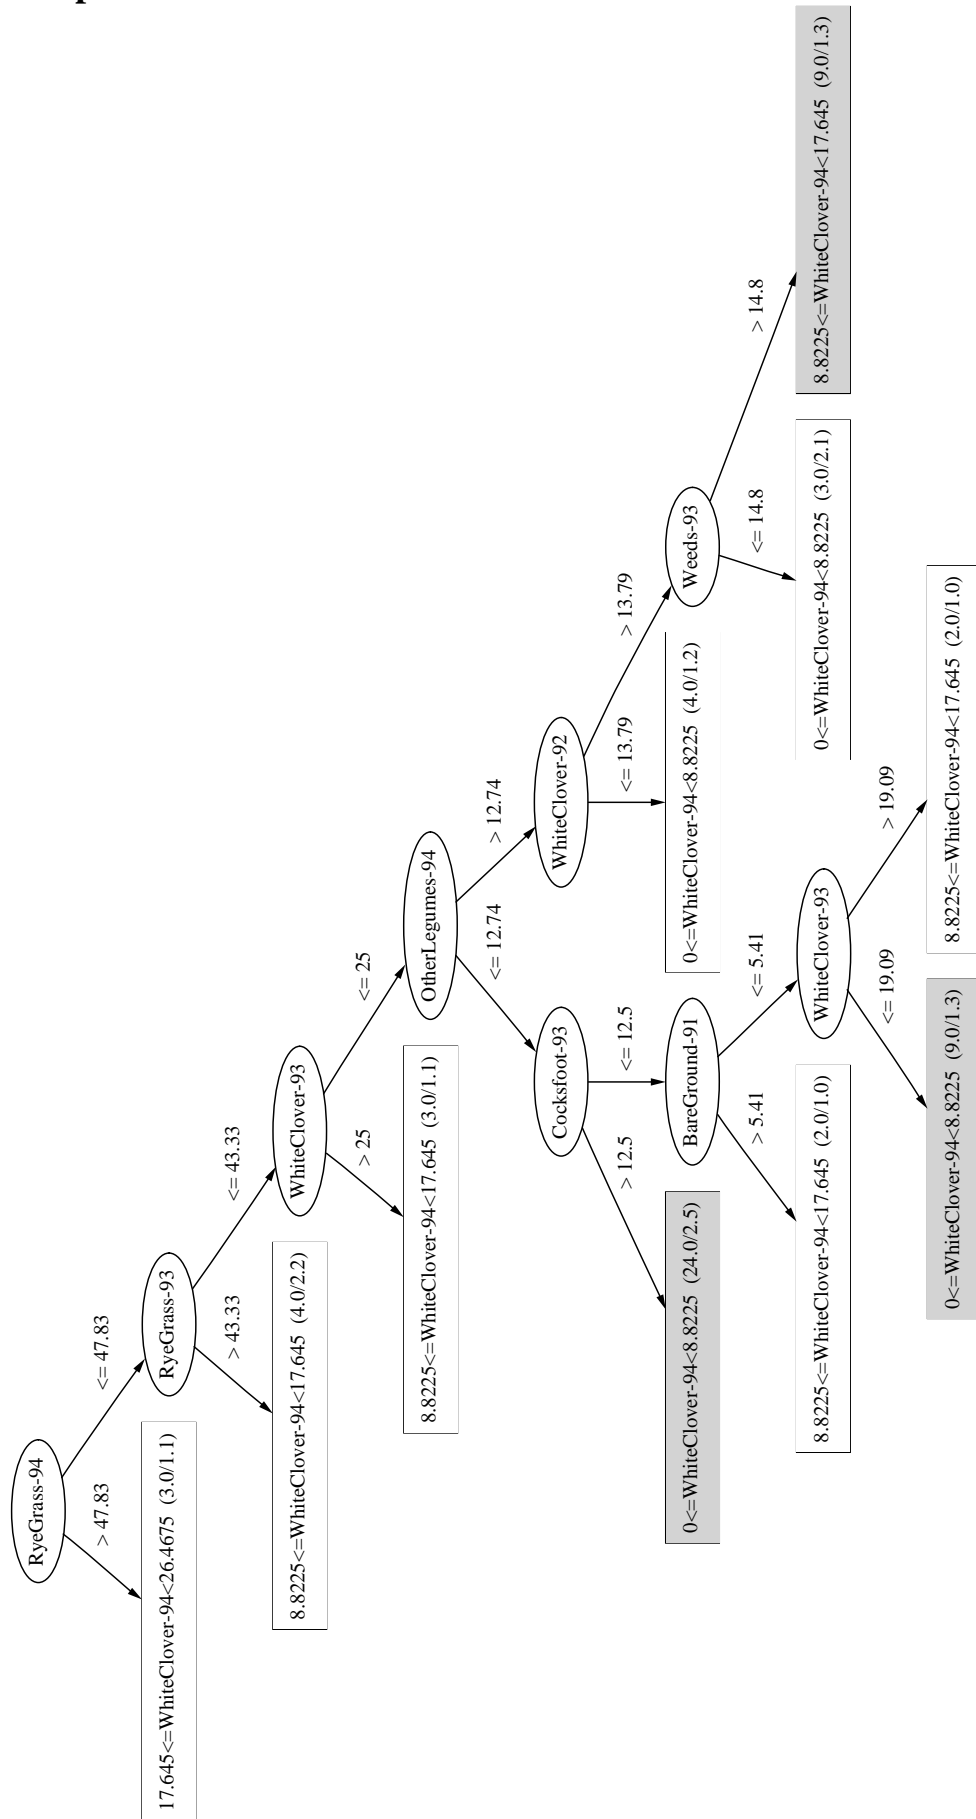 RyeGrass-94
> 47.83
<= 47.83
17.645<=WhiteClover-94<26.4675 (3.0/1.1)
RyeGrass-93
> 43.33
<= 43.33
8.8225<=WhiteClover-94<17.645 (4.0/2.2)
WhiteClover-93
> 25
<= 25
8.8225<=WhiteClover-94<17.645 (3.0/1.1)
OtherLegumes-94
<= 12.74
> 12.74
Cocksfoot-93
WhiteClover-92
> 12.5
<= 12.5
<= 13.79
> 13.79
0<=WhiteClover-94<8.8225 (24.0/2.5)
BareGround-91
0<=WhiteClover-94<8.8225 (4.0/1.2)
Weeds-93
> 5.41
<= 5.41
<= 14.8
> 14.8
8.8225<=WhiteClover-94<17.645 (2.0/1.0)
WhiteClover-93
0<=WhiteClover-94<8.8225 (3.0/2.1)
8.8225<=WhiteClover-94<17.645 (9.0/1.3)
<= 19.09
> 19.09
0<=WhiteClover-94<8.8225 (9.0/1.3)
8.8225<=WhiteClover-94<17.645 (2.0/1.0)